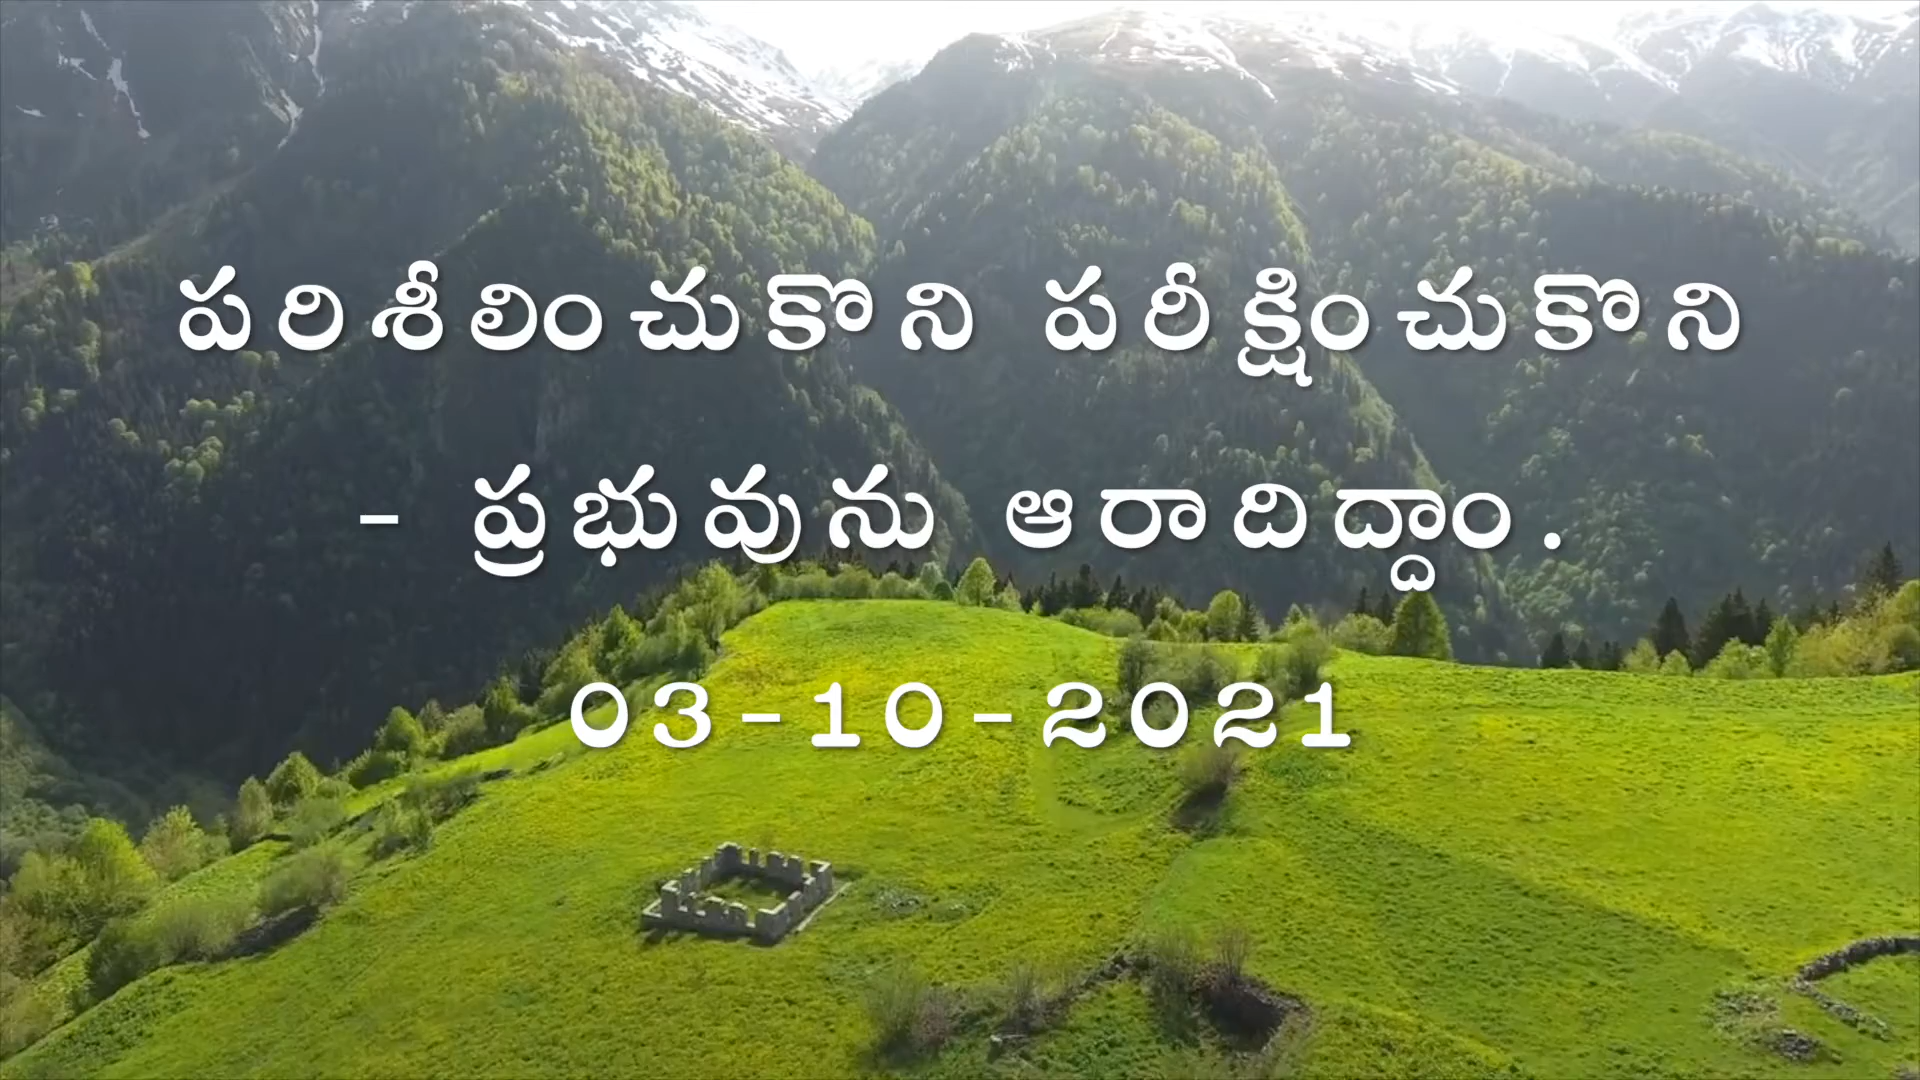 పరిశీలించుకొని పరీక్షించుకొని
- ప్రభువును ఆరాదిద్దాం.
03-10-2021